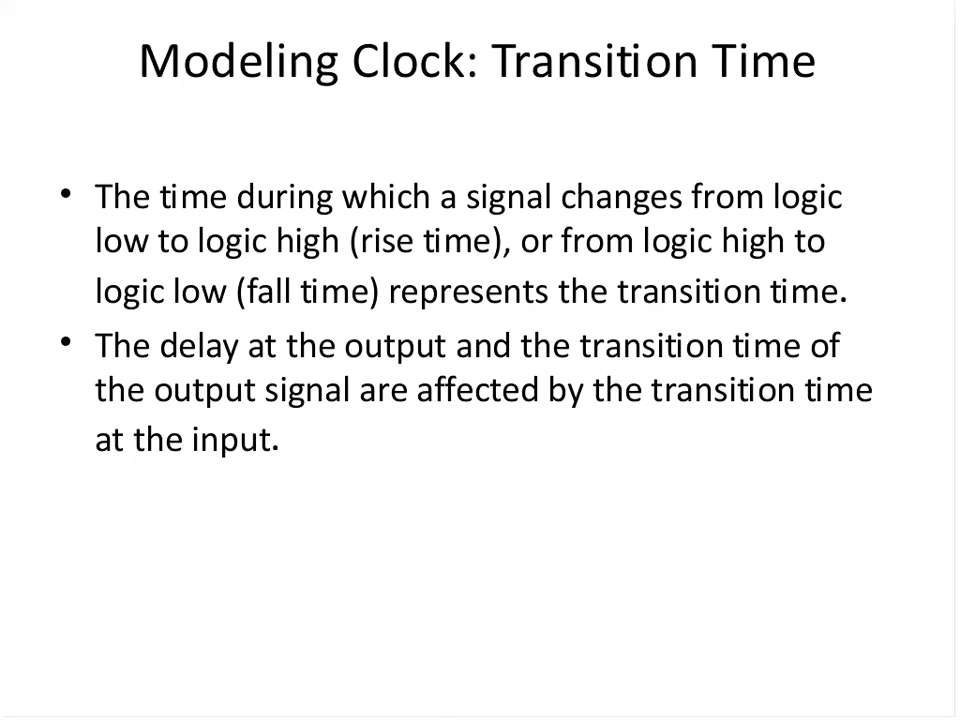 Modeling Clock: Transition Time
• The time during which a signal changes from logic
low to logic high (rise time), or from logic high to
logic low (fall time) represents the transition time.
• The delay at the output and the transition time of
the output signal are affected by the transition time
at the input.